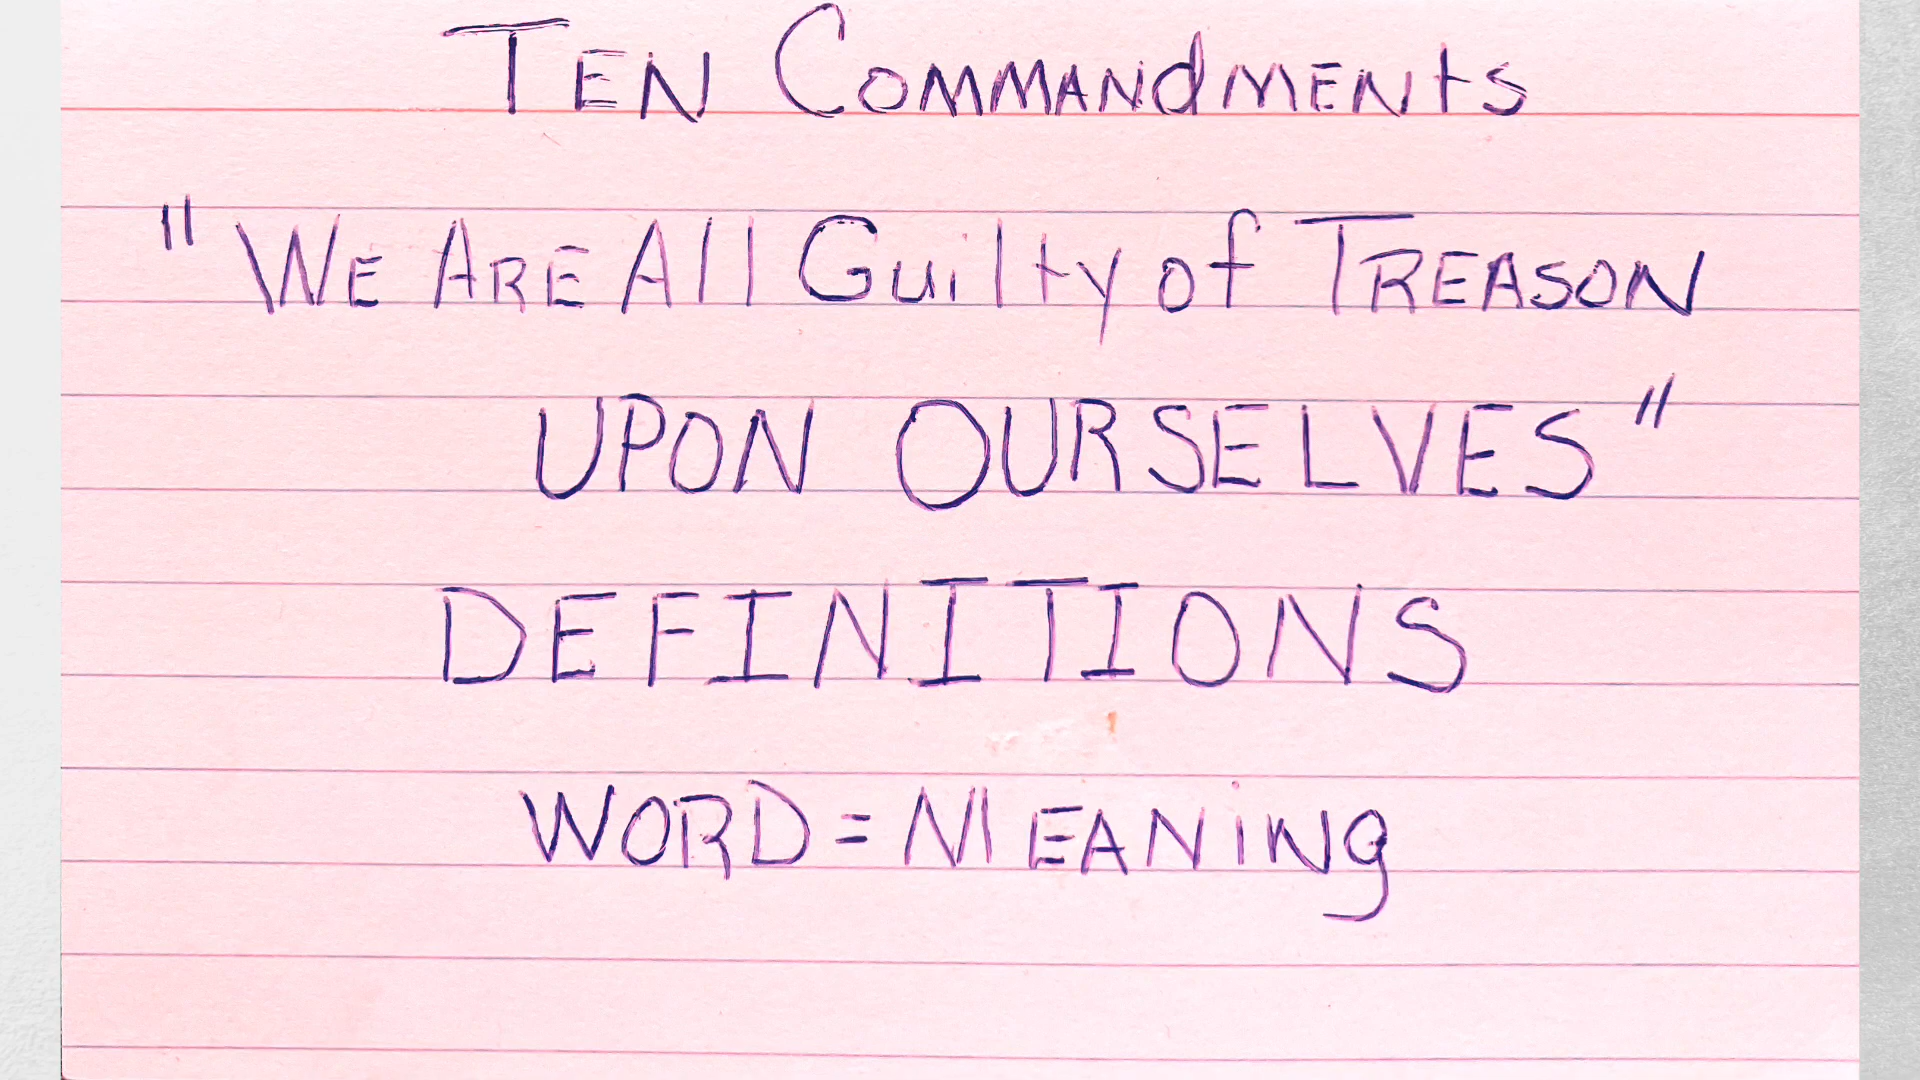 Ten Commandments
"We Are All Guilty of Treason
UPON OURSELVES"
DEFINITIONS
WORD = MEANiNg